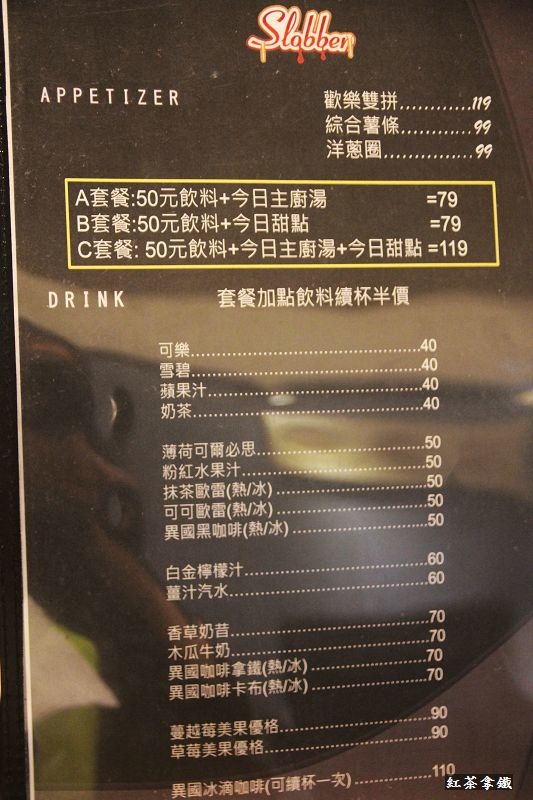 Slobber
APPETIZER
歡樂雙拼............119
綜合薯條............99
洋蔥圈...............99
A套餐:50元飲料+今日主廚湯 =79
B套餐:50元飲料+今日甜點 =79
C套餐: 50元飲料+今日主廚湯+今日甜點 =119
DRINK 套餐加點飲料續杯半價
可樂................................................40
雪碧................................................40
蘋果汁.............................................40
奶茶................................................40
薄荷可爾必思...................................50
粉紅水果汁......................................50
抹茶歐蕾(熱/冰)...............................50
可可歐蕾(熱/冰)...............................50
異國黑咖啡(熱/冰)............................50
白金檸檬汁......................................60
薑汁汽水.........................................60
香草奶昔.........................................70
木瓜牛奶.........................................70
異國咖啡拿鐵(熱/冰).........................70
異國咖啡卡布(熱/冰).........................70
蔓越莓美果優格................................90
草莓美果優格...................................90
異國冰滴咖啡(可續杯一次)................110
紅茶拿鐵